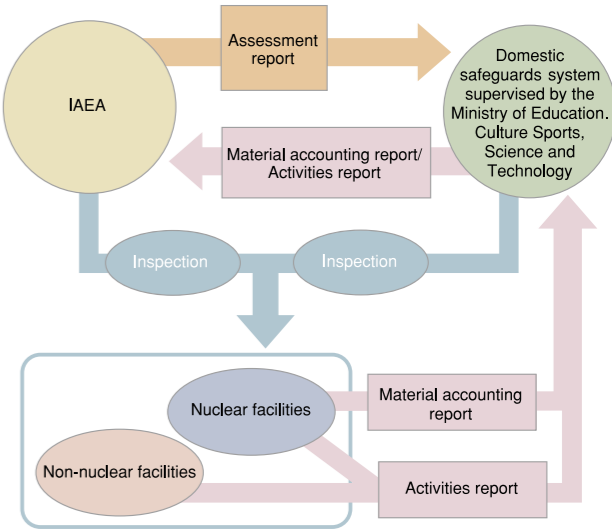 Assessment
report
IAEA
Domestic
safeguards system
supervised by the
Ministry of Education.
Culture Sports,
Science and
Technology
Material accounting report/
Activities report
Inspection
Inspection
Nuclear facilities
Material accounting
report
Non-nuclear facilities
Activities report